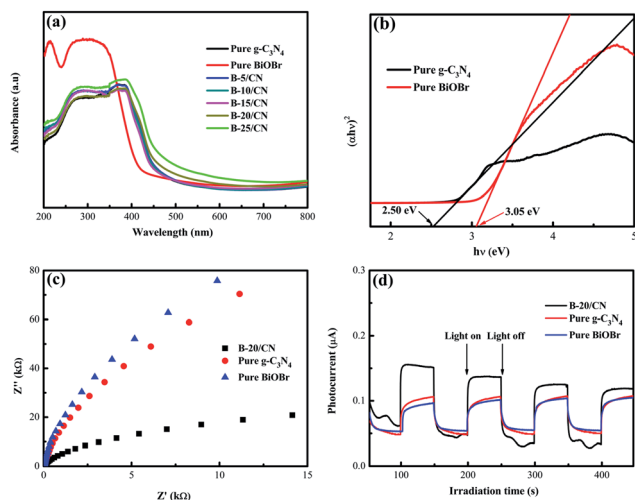 (a)
Pure g-C₃N₄
Pure BiOBr
B-5/CN
B-10/CN
B-15/CN
B-20/CN
B-25/CN
Absorbance (a.u)
200 300 400 500 600 700 800
Wavelength (nm)
(b)
Pure g-C₃N₄
Pure BiOBr
(αhν)²
2.50 eV
3.05 eV
2 3 4 5
hν (eV)
(c)
80
60
40
20
0
Z'' (kΩ)
B-20/CN
Pure g-C₃N₄
Pure BiOBr
0 5 10 15
Z' (kΩ)
(d)
B-20/CN
Pure g-C₃N₄
Pure BiOBr
Light on
Light off
Photocurrent (μA)
0.2
0.1
0.0
100 200 300 400
Irradiation time (s)